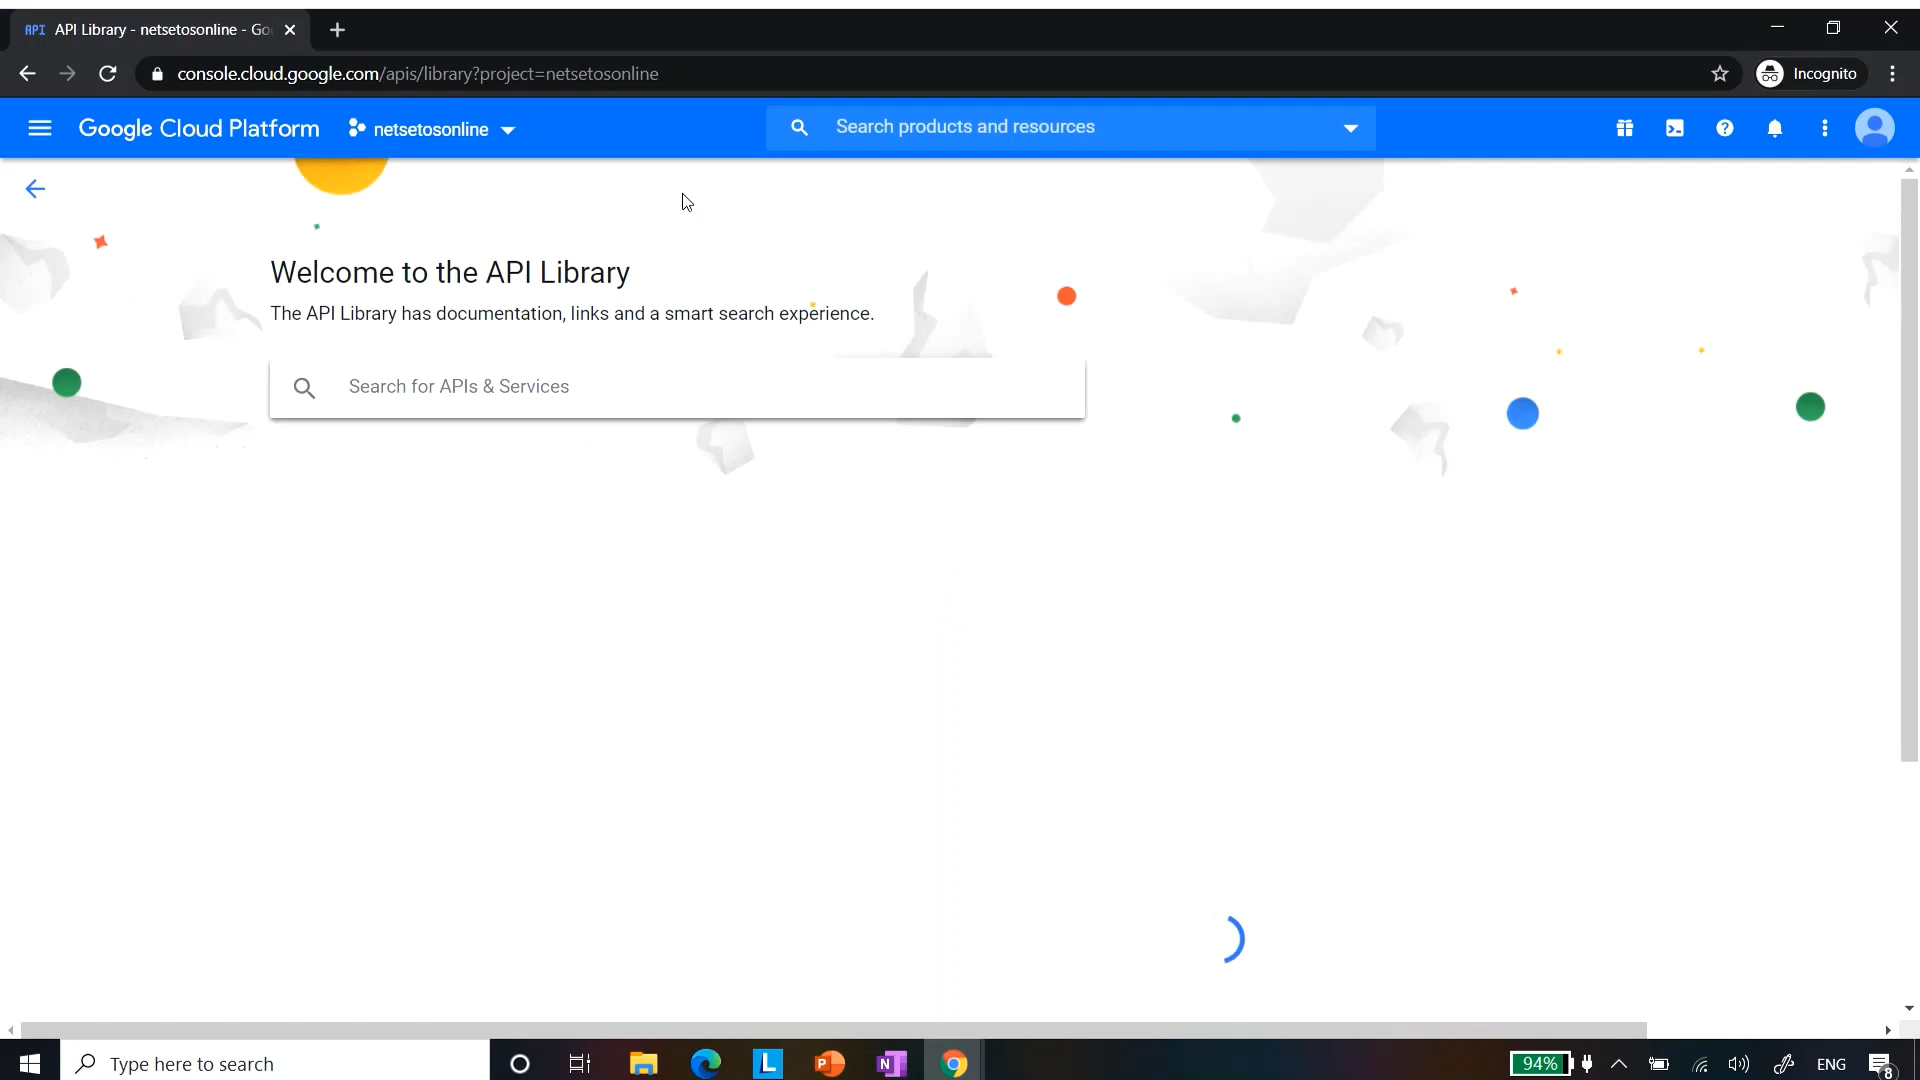 API API Library - netsetosonline - Go
console.cloud.google.com/apis/library?project=netsetosonline
Incognito
Google Cloud Platform
netsetosonline
Search products and resources
Welcome to the API Library
The API Library has documentation, links and a smart search experience.
Search for APIs & Services
Type here to search
L
P
N
94%
ENG
8